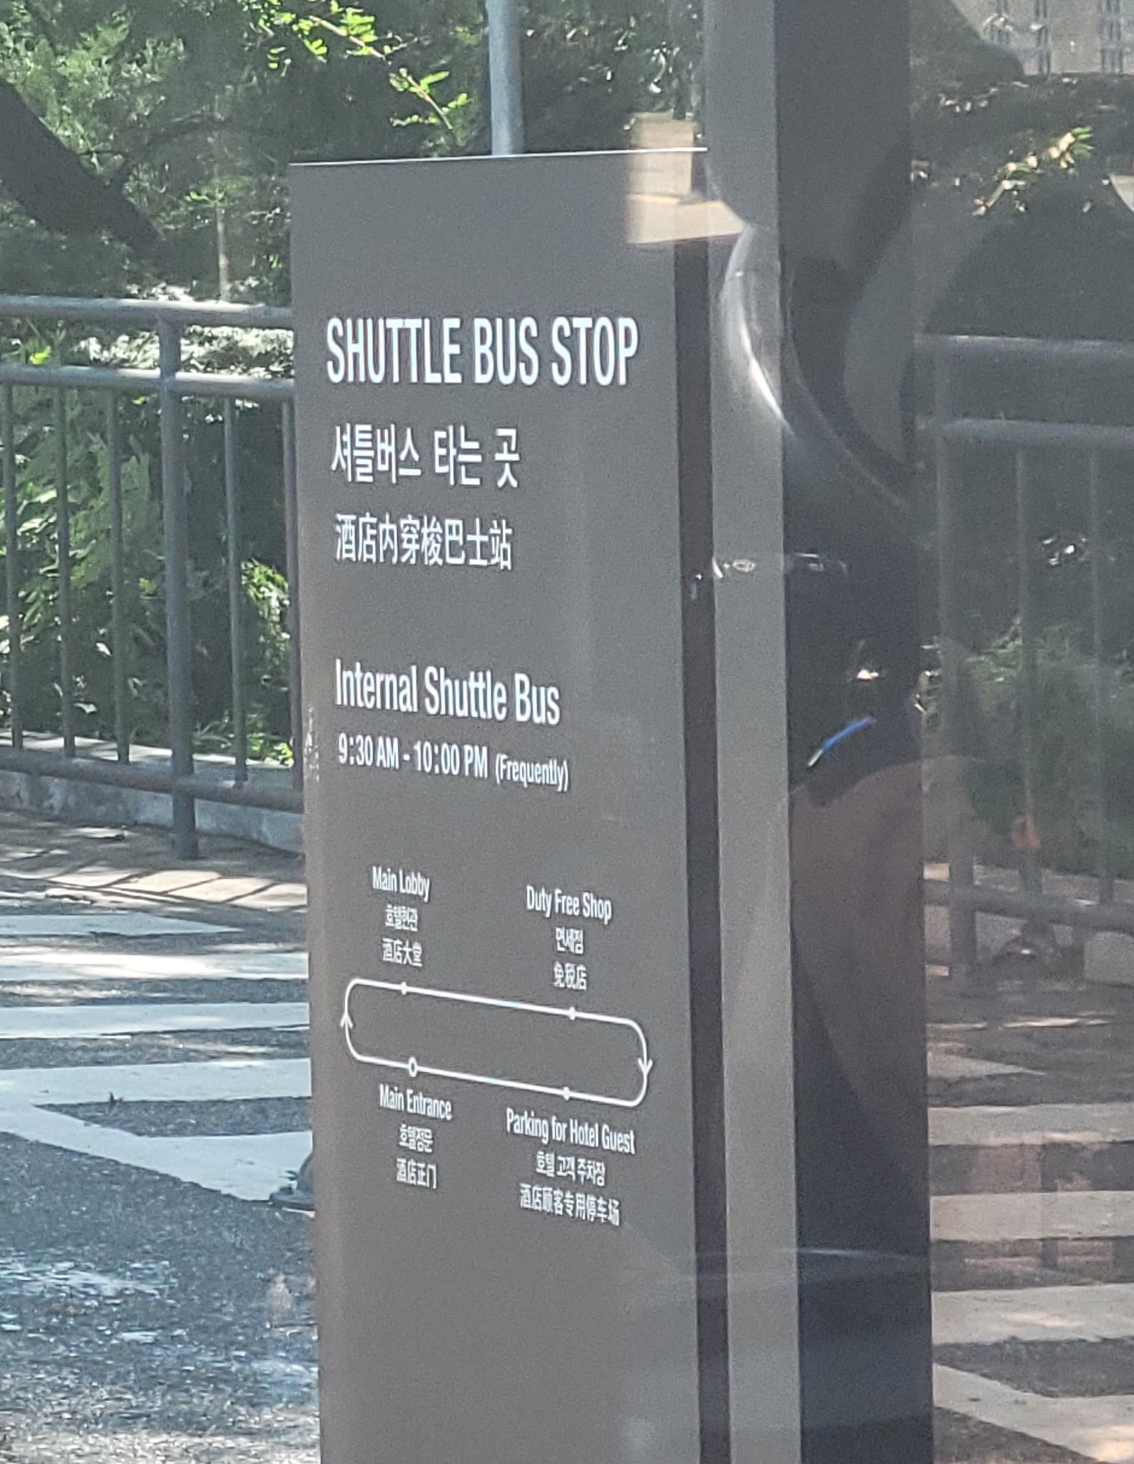 SHUTTLE BUS STOP
셔틀버스 타는 곳
酒店内穿梭巴士站
Internal Shuttle Bus
9:30 AM - 10:00 PM (Frequently)
Main Lobby
호텔현관
酒店大堂
Duty Free Shop
면세점
免税店
Main Entrance
호텔정문
酒店正门
Parking for Hotel Guest
호텔 고객 주차장
酒店顾客专用停车场